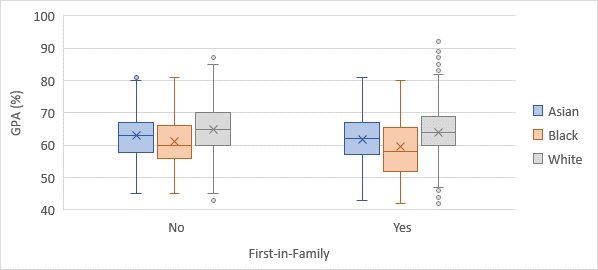 100
90
80
70
60
50
40
GPA (%)
No
Yes
First-in-Family
Asian
Black
White